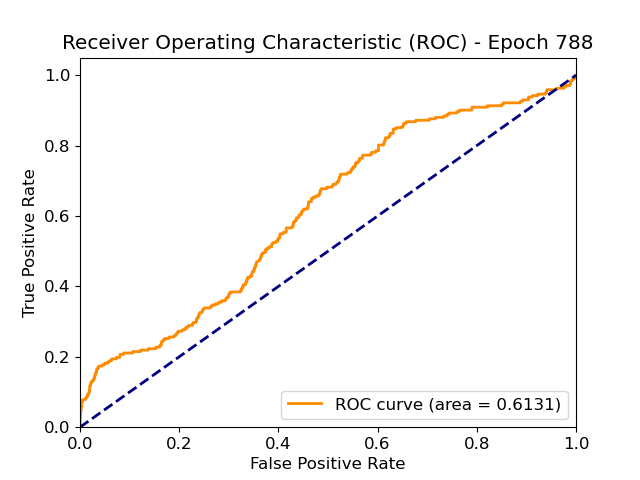 Receiver Operating Characteristic (ROC) - Epoch 788
1.0
0.8
0.6
0.4
0.2
0.0
True Positive Rate
ROC curve (area = 0.6131)
0.0 0.2 0.4 0.6 0.8 1.0
False Positive Rate